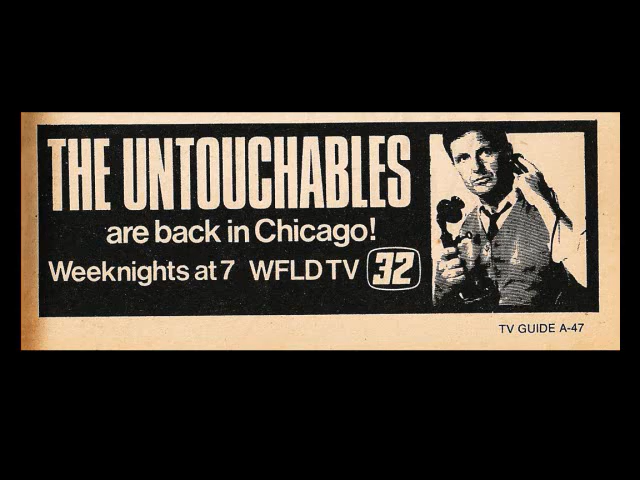 THE UNTOUCHABLES
are back in Chicago!
Weeknights at 7 WFLD TV 32
TV GUIDE A-47